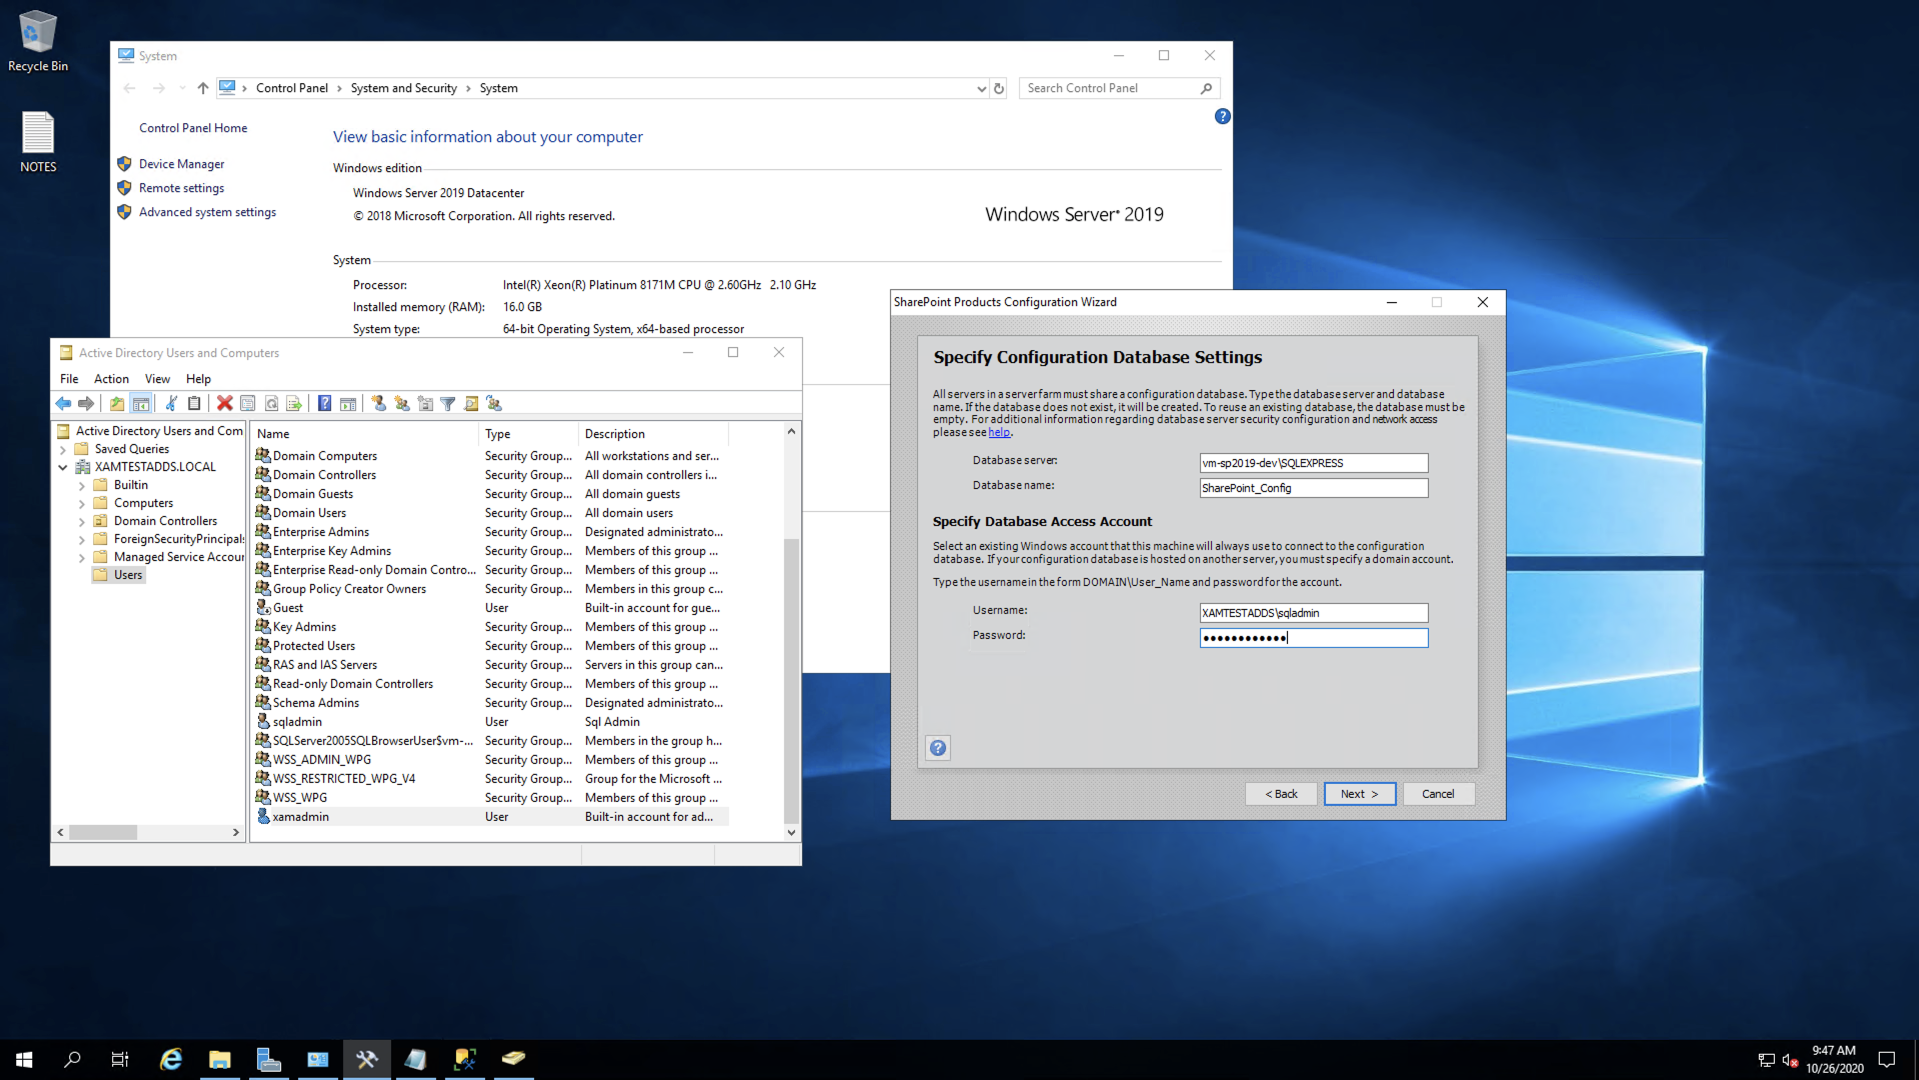 Recycle Bin
NOTES
System
Control Panel > System and Security > System
Search Control Panel
Control Panel Home
Device Manager
Remote settings
Advanced system settings
View basic information about your computer
Windows edition
Windows Server 2019 Datacenter
© 2018 Microsoft Corporation. All rights reserved.
Windows Server® 2019
System
Processor: Intel(R) Xeon(R) Platinum 8171M CPU @ 2.60GHz 2.10 GHz
Installed memory (RAM): 16.0 GB
System type: 64-bit Operating System, x64-based processor
Active Directory Users and Computers
File Action View Help
Active Directory Users and Com
Saved Queries
XAMTESTADDS.LOCAL
Builtin
Computers
Domain Controllers
ForeignSecurityPrincipals
Managed Service Accour
Users
Name Type Description
Domain Computers Security Group... All workstations and ser...
Domain Controllers Security Group... All domain controllers i...
Domain Guests Security Group... All domain guests
Domain Users Security Group... All domain users
Enterprise Admins Security Group... Designated administrato...
Enterprise Key Admins Security Group... Members of this group ...
Enterprise Read-only Domain Contro... Security Group... Members of this group ...
Group Policy Creator Owners Security Group... Members in this group c...
Guest User Built-in account for gue...
Key Admins Security Group... Members of this group ...
Protected Users Security Group... Members of this group ...
RAS and IAS Servers Security Group... Servers in this group can...
Read-only Domain Controllers Security Group... Members of this group ...
Schema Admins Security Group... Designated administrato...
sqladmin User Sql Admin
SQLServer2005SQLBrowserUser$vm-... Security Group... Members in the group h...
WSS_ADMIN_WPG Security Group... Members of this group ...
WSS_RESTRICTED_WPG_V4 Security Group... Group for the Microsoft ...
WSS_WPG Security Group... Members of this group ...
xamadmin User Built-in account for ad...
SharePoint Products Configuration Wizard
Specify Configuration Database Settings
All servers in a server farm must share a configuration database. Type the database server and database
name. If the database does not exist, it will be created. To reuse an existing database, the database must be
empty. For additional information regarding database server security configuration and network access
please see help.
Database server: vm-sp2019-dev\SQLEXPRESS
Database name: SharePoint_Config
Specify Database Access Account
Select an existing Windows account that this machine will always use to connect to the configuration
database. If your configuration database is hosted on another server, you must specify a domain account.
Type the username in the form DOMAIN\User_Name and password for the account.
Username: XAMTESTADDS\sqladmin
Password: ●●●●●●●●●●●●
< Back Next > Cancel
9:47 AM
10/26/2020